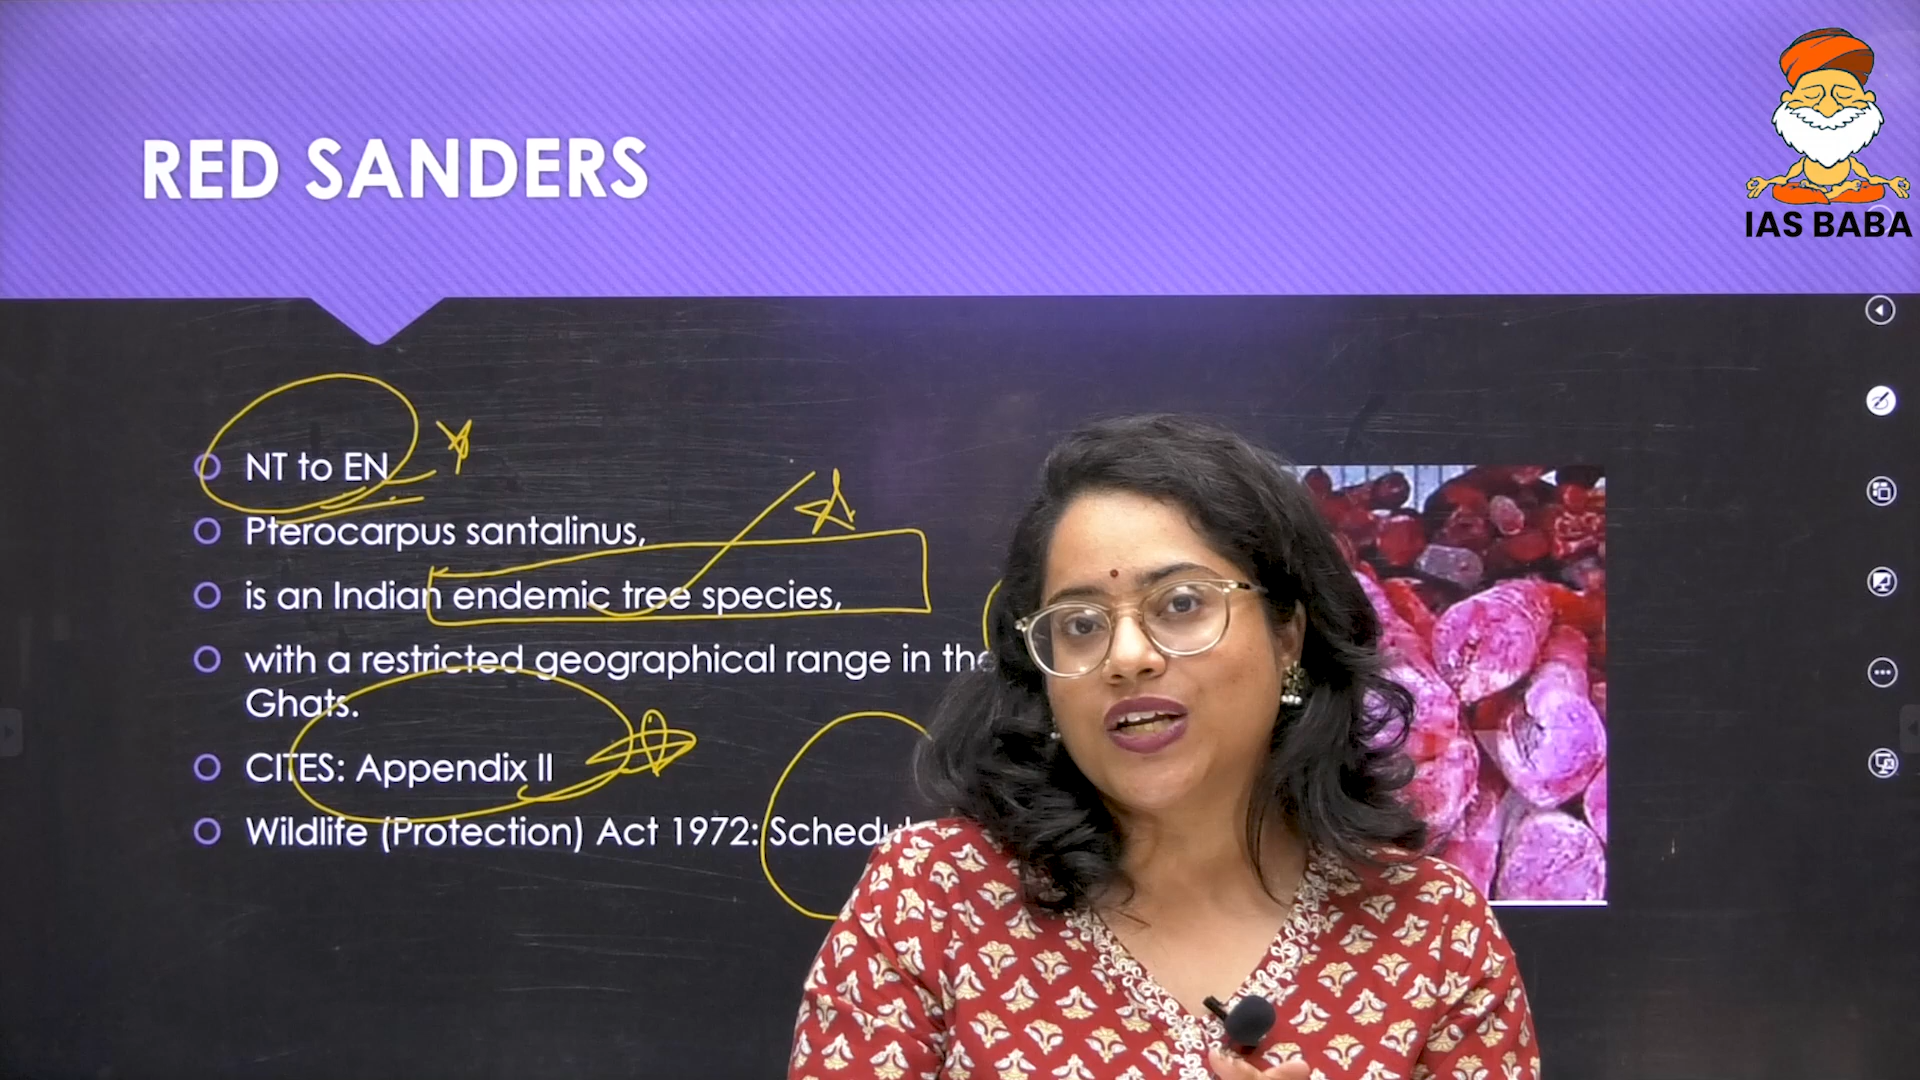 IAS BABA
RED SANDERS
NT to EN
Pterocarpus santalinus,
is an Indian endemic tree species,
with a restricted geographical range in the
Ghats.
CITES: Appendix II
Wildlife (Protection) Act 1972: